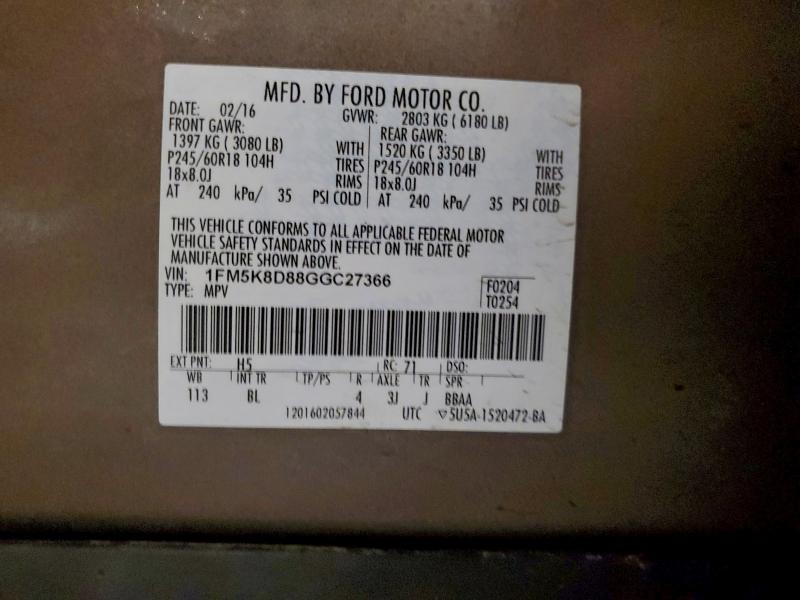 MFD. BY FORD MOTOR CO.
DATE: 02/16 GVWR: 2803 KG ( 6180 LB)
FRONT GAWR: REAR GAWR:
1397 KG ( 3080 LB) WITH 1520 KG ( 3350 LB) WITH
P245/60R18 104H TIRES P245/60R18 104H TIRES
18x8.0J RIMS 18x8.0J RIMS
AT 240 kPa/ 35 PSI COLD AT 240 kPa/ 35 PSI COLD
THIS VEHICLE CONFORMS TO ALL APPLICABLE FEDERAL MOTOR
VEHICLE SAFETY STANDARDS IN EFFECT ON THE DATE OF
MANUFACTURE SHOWN ABOVE.
VIN: 1FM5K8D88GGC27366 F0204
TYPE: MPV T0254
EXT PNT: H5 RC: 71 DSO:
WB INT TR TP/PS R AXLE TR SPR
113 BL 4 3J J BBAA
1201602057844 UTC ▽5U5A-1520472-BA